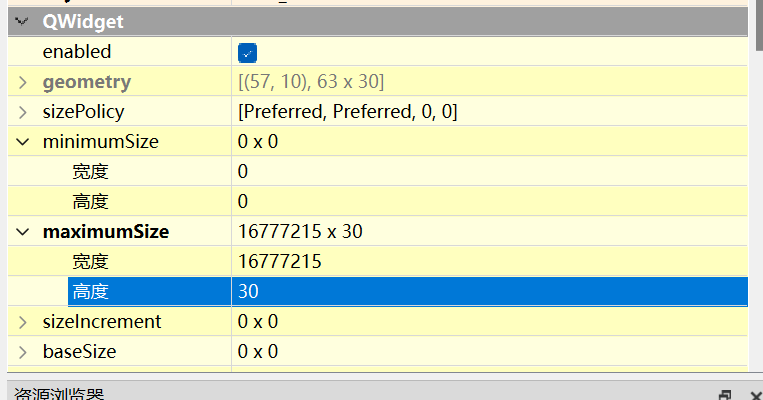 QWidget
enabled
geometry [(57, 10), 63 x 30]
sizePolicy [Preferred, Preferred, 0, 0]
minimumSize 0 x 0
宽度 0
高度 0
maximumSize 16777215 x 30
宽度 16777215
高度 30
sizeIncrement 0 x 0
baseSize 0 x 0
资源浏览器